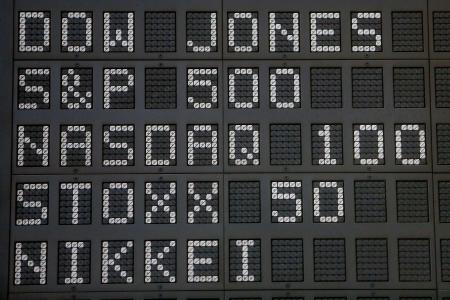 DOW JONES
S&P 500
NASDAQ 100
STOXX 50
NIKKEI